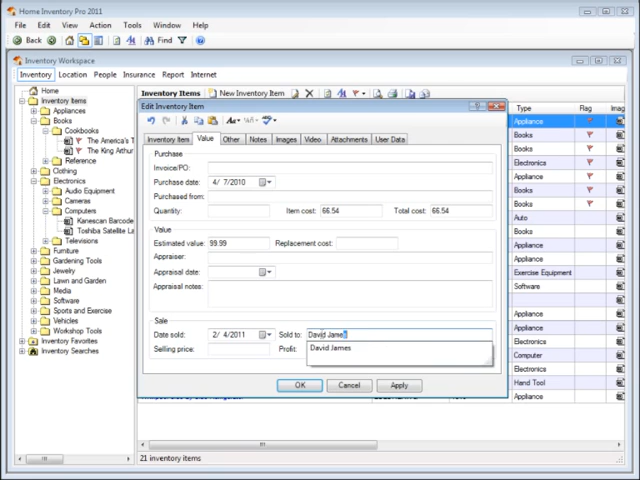 Home Inventory Pro 2011
File Edit View Action Tools Window Help
Back Find
Inventory Workspace
Inventory Location People Insurance Report Internet
Home
Inventory Items
Appliances
Books
Cookbooks
The America's T
The King Arthur
Reference
Clothing
Electronics
Audio Equipment
Cameras
Computers
Kanescan Barcode
Toshiba Satellite La
Televisions
Furniture
Gardening Tools
Jewelry
Lawn and Garden
Media
Software
Sports and Exercise
Vehicles
Workshop Tools
Inventory Favorites
Inventory Searches
Inventory Items New Inventory Item
Edit Inventory Item
Inventory Item Value Other Notes Images Video Attachments User Data
Purchase
Invoice/PO:
Purchase date: 4/ 7/2010
Purchased from:
Quantity: Item cost: 66.54 Total cost: 66.54
Value
Estimated value: 99.99 Replacement cost:
Appraiser:
Appraisal date:
Appraisal notes:
Sale
Date sold: 2/ 4/2011 Sold to: David James
David James
Selling price: Profit:
OK Cancel Apply
Type Flag Imag
Appliance
Books
Books
Electronics
Appliance
Books
Books
Auto
Books
Appliance
Appliance
Exercise Equipment
Software
Appliance
Electronics
Appliance
Computer
Electronics
Hand Tool
Appliance
21 inventory items